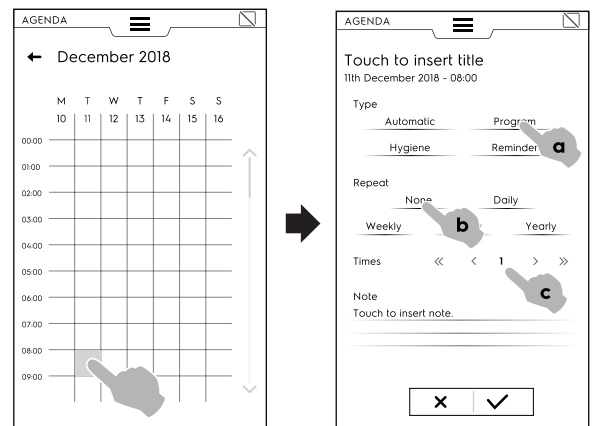 AGENDA
December 2018
M T W T F S S
10 11 12 13 14 15 16
00:00
01:00
02:00
03:00
04:00
05:00
06:00
07:00
08:00
09:00
AGENDA
Touch to insert title
11th December 2018 - 08:00
Type
Automatic Program
a
Hygiene Reminder
Repeat
None Daily
b
Weekly Yearly
Times 1
c
Note
Touch to insert note.